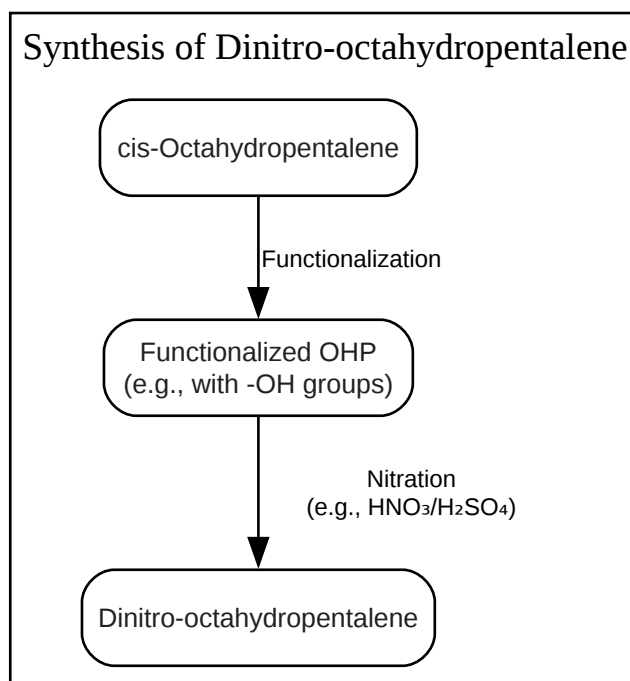 Synthesis of Dinitro-octahydropentalene
cis-Octahydropentalene
Functionalization
Functionalized OHP
(e.g., with -OH groups)
Nitration
(e.g., HNO₃/H₂SO₄)
Dinitro-octahydropentalene